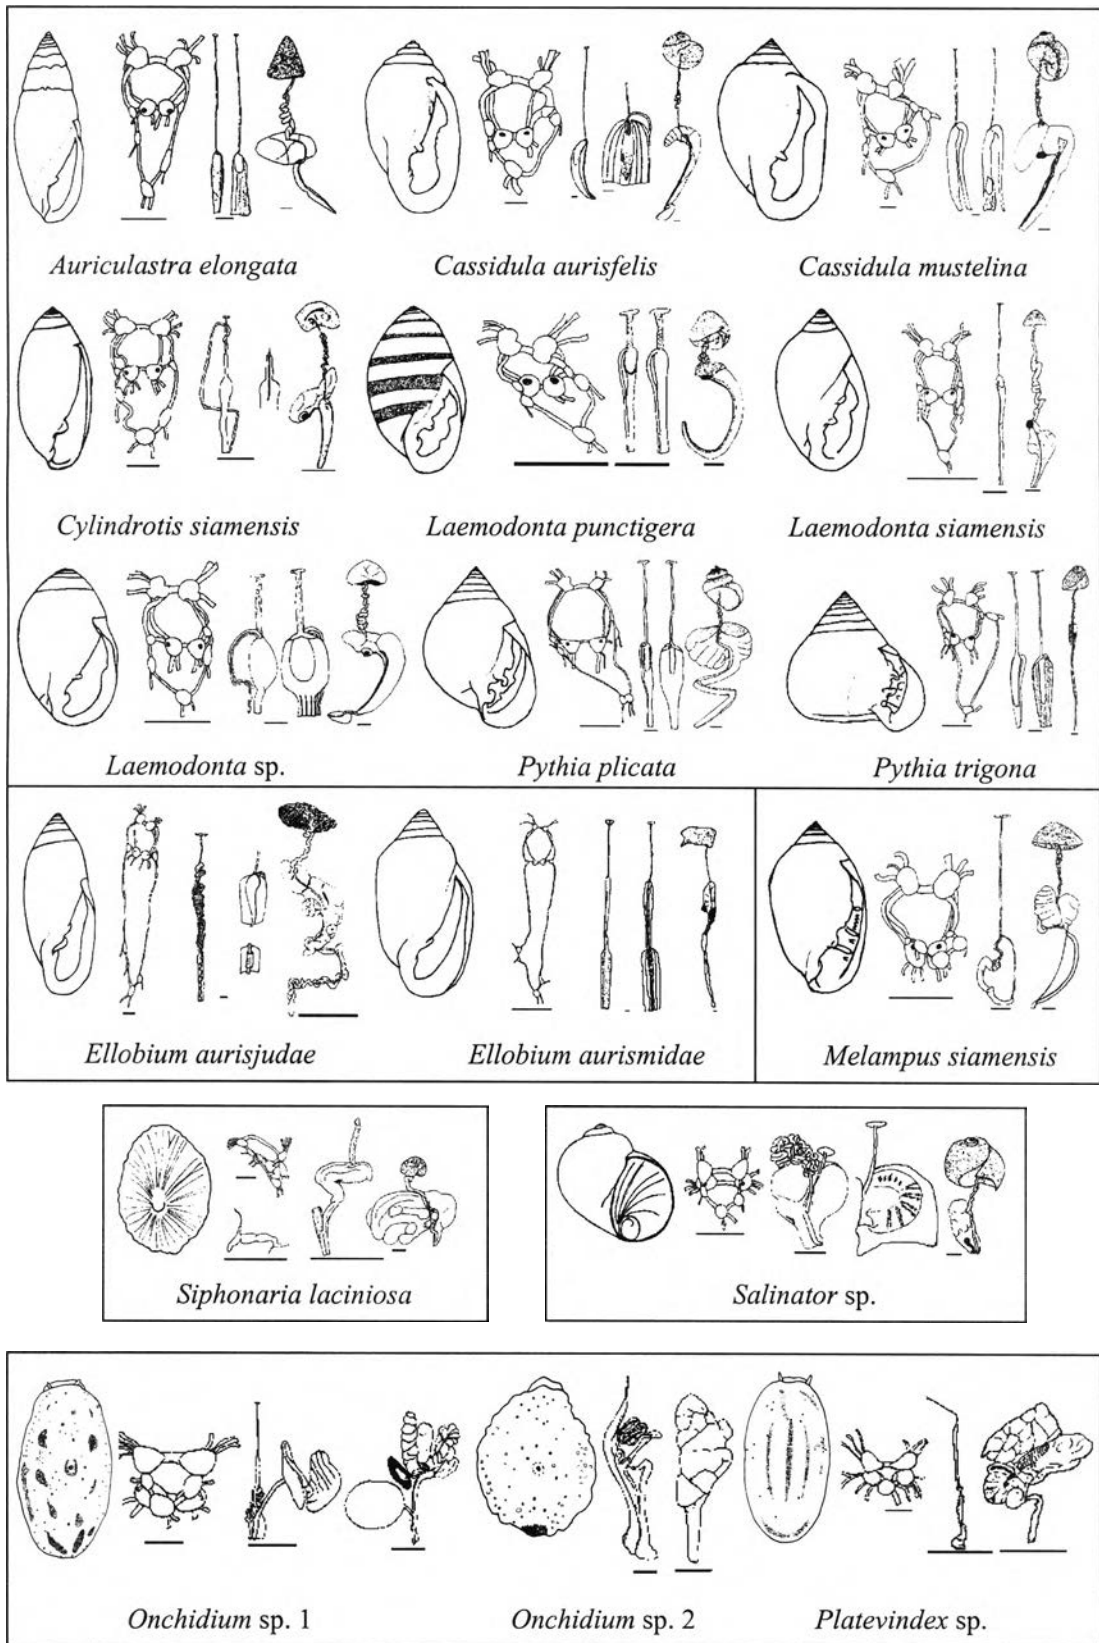 Auriculastra elongata
Cassidula aurisfelis
Cassidula mustelina
Cylindrotis siamensis
Laemodonta punctigera
Laemodonta siamensis
Laemodonta sp.
Pythia plicata
Pythia trigona
Ellobium aurisjudae
Ellobium aurismidae
Melampus siamensis
Siphonaria laciniosa
Salinator sp.
Onchidium sp. 1
Onchidium sp. 2
Platevindex sp.